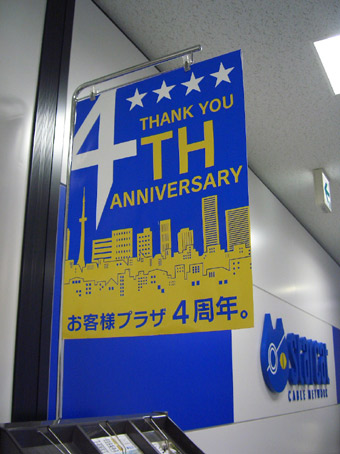 4
THANK YOU
TH
ANNIVERSARY
お客様プラザ 4周年。
CABLE NETWORK